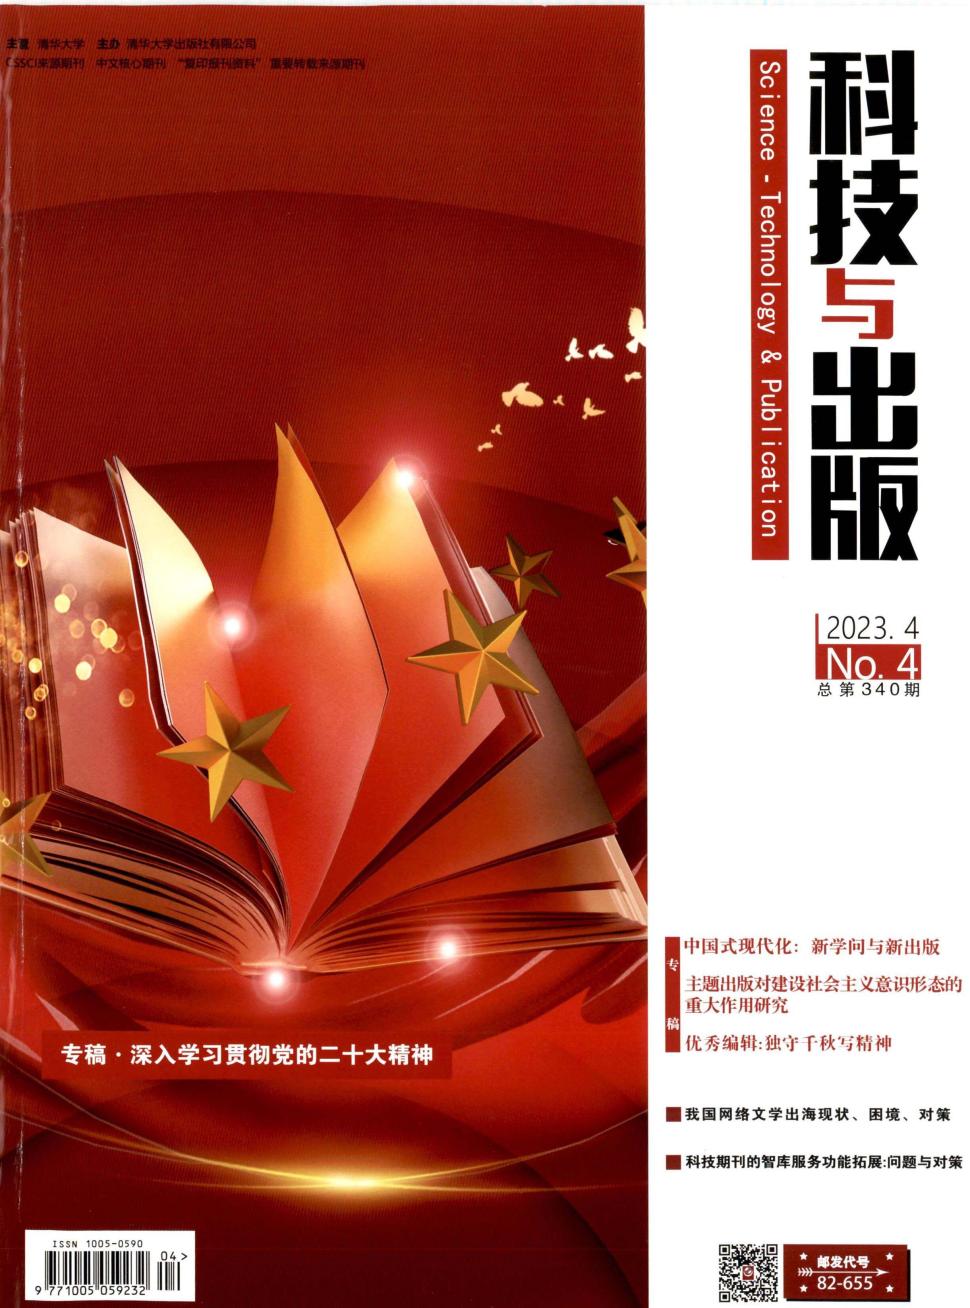 主管 清华大学 主办 清华大学出版社有限公司
CSSCI来源期刊 中文核心期刊 “复印报刊资料”重要转载来源期刊
科技与出版
Science - Technology & Publication
2023. 4
No. 4
总第340期
专稿
中国式现代化：新学问与新出版
主题出版对建设社会主义意识形态的
重大作用研究
优秀编辑:独守千秋写精神
专稿·深入学习贯彻党的二十大精神
我国网络文学出海现状、困境、对策
科技期刊的智库服务功能拓展:问题与对策
ISSN 1005-0590
04>
9 771005 059232
邮发代号
82-655